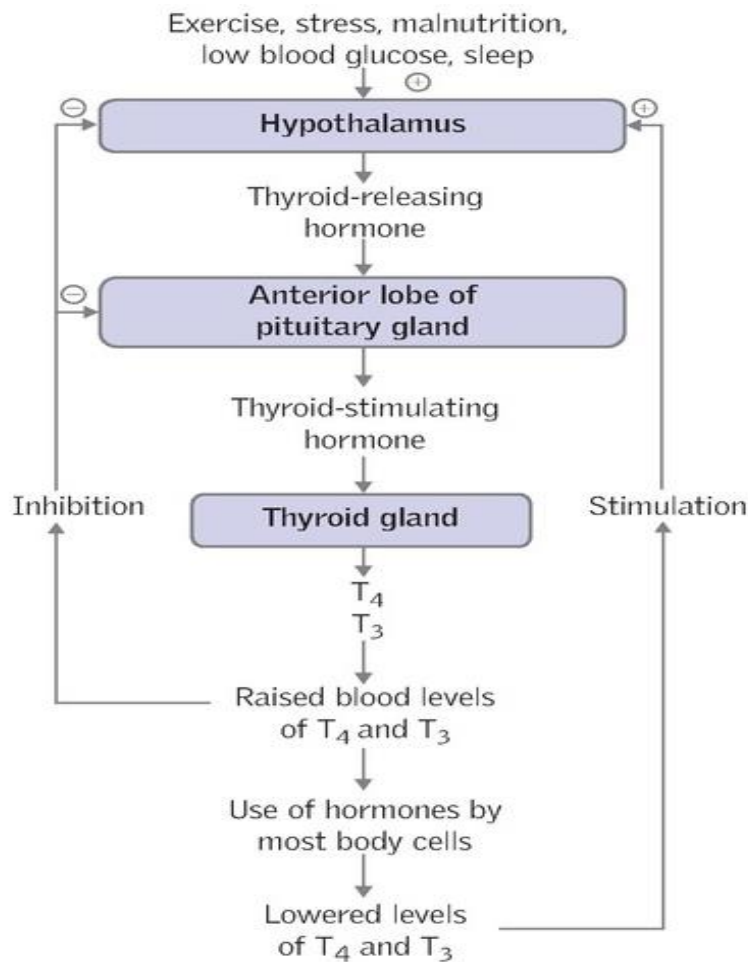 Exercise, stress, malnutrition,
low blood glucose, sleep
+
−
+
Hypothalamus
Thyroid-releasing
hormone
−
Anterior lobe of
pituitary gland
Thyroid-stimulating
hormone
Inhibition
Thyroid gland
Stimulation
T₄
T₃
Raised blood levels
of T₄ and T₃
Use of hormones by
most body cells
Lowered levels
of T₄ and T₃